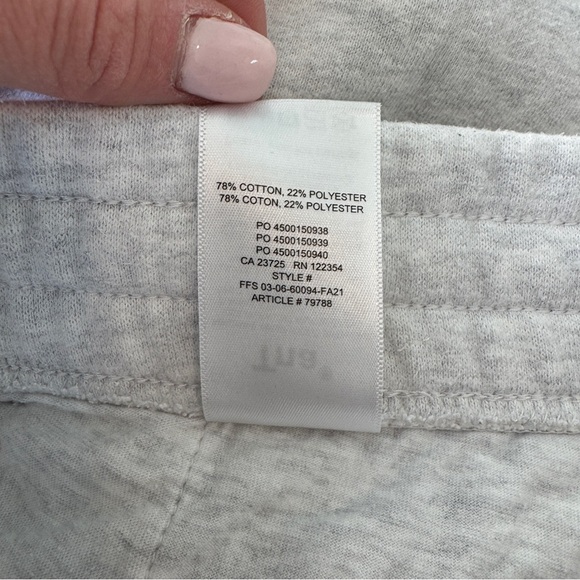 78% COTTON, 22% POLYESTER
78% COTON, 22% POLYESTER
PO 4500150938
PO 4500150939
PO 4500150940
CA 23725 RN 122354
STYLE #
FFS 03-06-60094-FA21
ARTICLE # 79788
Tna